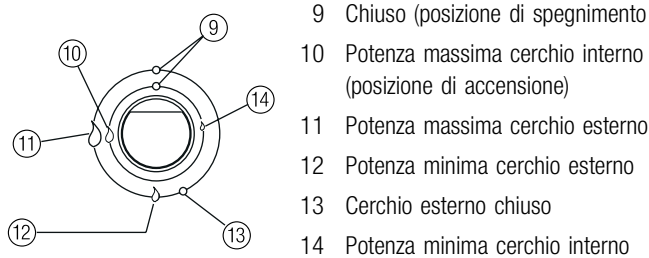 9
10
14
11
12
13
9 Chiuso (posizione di spegnimento
10 Potenza massima cerchio interno
(posizione di accensione)
11 Potenza massima cerchio esterno
12 Potenza minima cerchio esterno
13 Cerchio esterno chiuso
14 Potenza minima cerchio interno